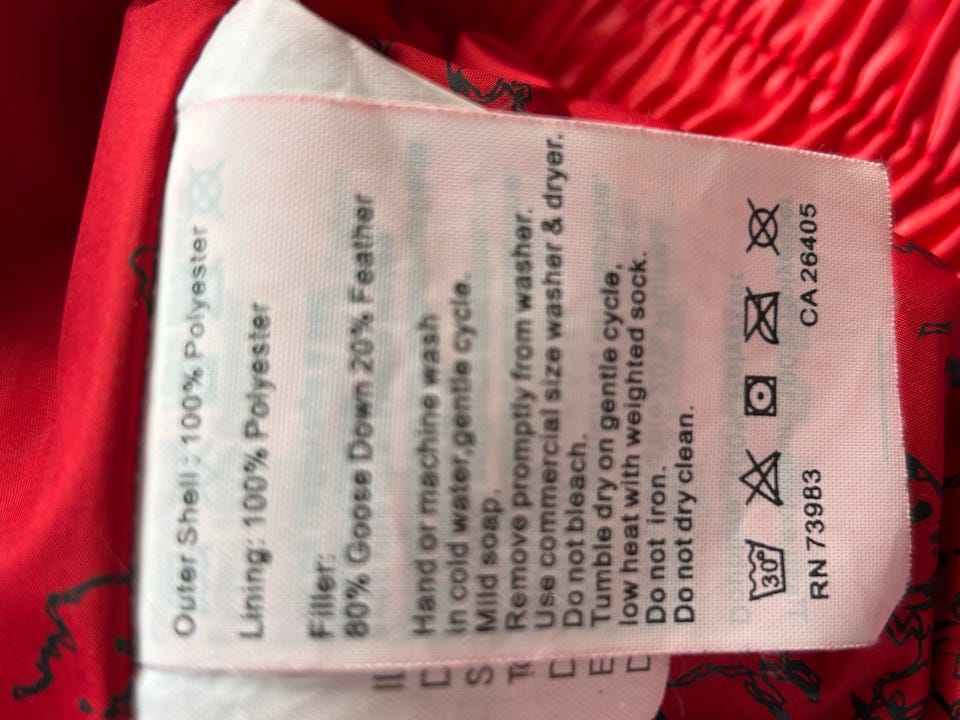 Outer Shell : 100% Polyester
Lining: 100% Polyester
Filler:
80% Goose Down 20% Feather
Hand or machine wash
in cold water,gentle cycle.
Mild soap.
Remove promptly from washer.
Use commercial size washer & dryer.
Do not bleach.
Tumble dry on gentle cycle,
low heat with weighted sock.
Do not iron.
Do not dry clean.
30°
RN 73983 CA 26405